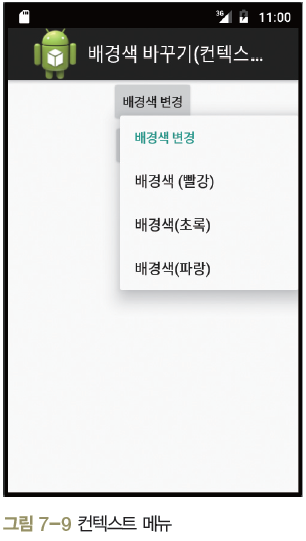 36 11:00
배경색 바꾸기(컨텍스...
배경색 변경
배경색 변경
배경색 (빨강)
배경색(초록)
배경색(파랑)
그림 7-9 컨텍스트 메뉴